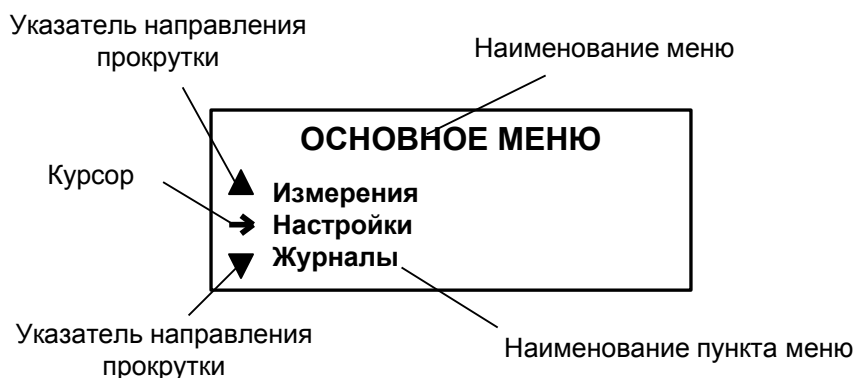 Указатель направления
прокрутки
Наименование меню
ОСНОВНОЕ МЕНЮ
Курсор
Измерения
Настройки
Журналы
Указатель направления
прокрутки
Наименование пункта меню